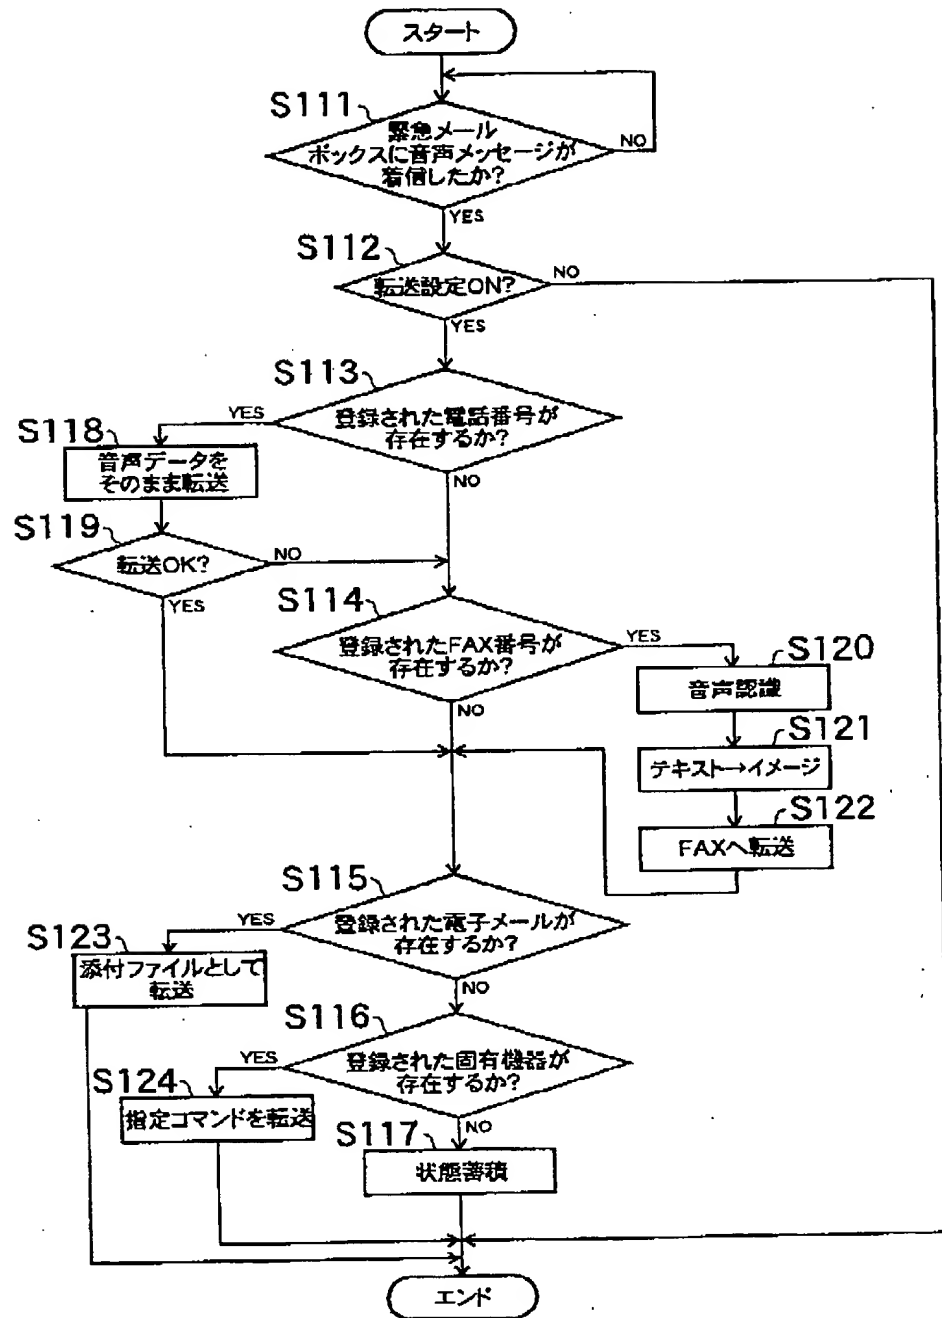 スタート
S111
緊急メール
ボックスに音声メッセージが
着信したか?
NO
YES
S112
転送設定ON?
NO
YES
S113
登録された電話番号が
存在するか?
YES
NO
S118
音声データを
そのまま転送
S119
転送OK?
NO
YES
S114
登録されたFAX番号が
存在するか?
YES
NO
S120
音声認識
S121
テキスト→イメージ
S122
FAXへ転送
S115
登録された電子メールが
存在するか?
YES
NO
S123
添付ファイルとして
転送
S116
登録された固有機器が
存在するか?
YES
NO
S124
指定コマンドを転送
S117
状態蓄積
エンド